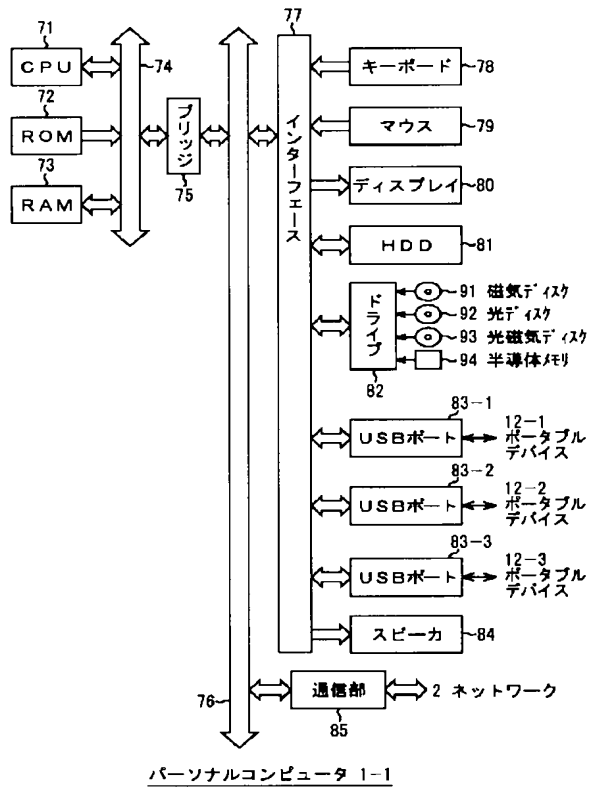 71
CPU
74
72
ROM
73
RAM
ブリッジ
75
76
77
インターフェース
キーボード 78
マウス 79
ディスプレイ 80
HDD 81
ドライブ
82
91 磁気ディスク
92 光ディスク
93 光磁気ディスク
94 半導体メモリ
83-1
USBポート
12-1
ポータブル
デバイス
83-2
USBポート
12-2
ポータブル
デバイス
83-3
USBポート
12-3
ポータブル
デバイス
スピーカ 84
通信部
85
2 ネットワーク
パーソナルコンピュータ 1-1